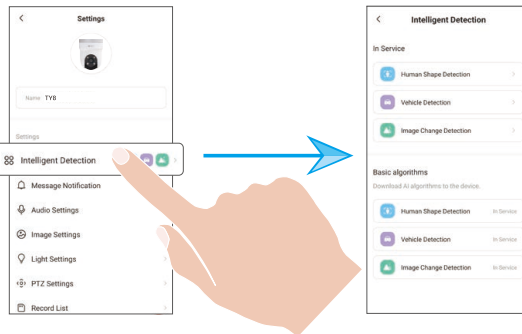 Settings
Name TY8
Settings
Intelligent Detection
Message Notification
Audio Settings
Image Settings
Light Settings
PTZ Settings
Record List
Intelligent Detection
In Service
Human Shape Detection
Vehicle Detection
Image Change Detection
Basic algorithms
Download AI algorithms to the device.
Human Shape Detection In Service
Vehicle Detection In Service
Image Change Detection In Service